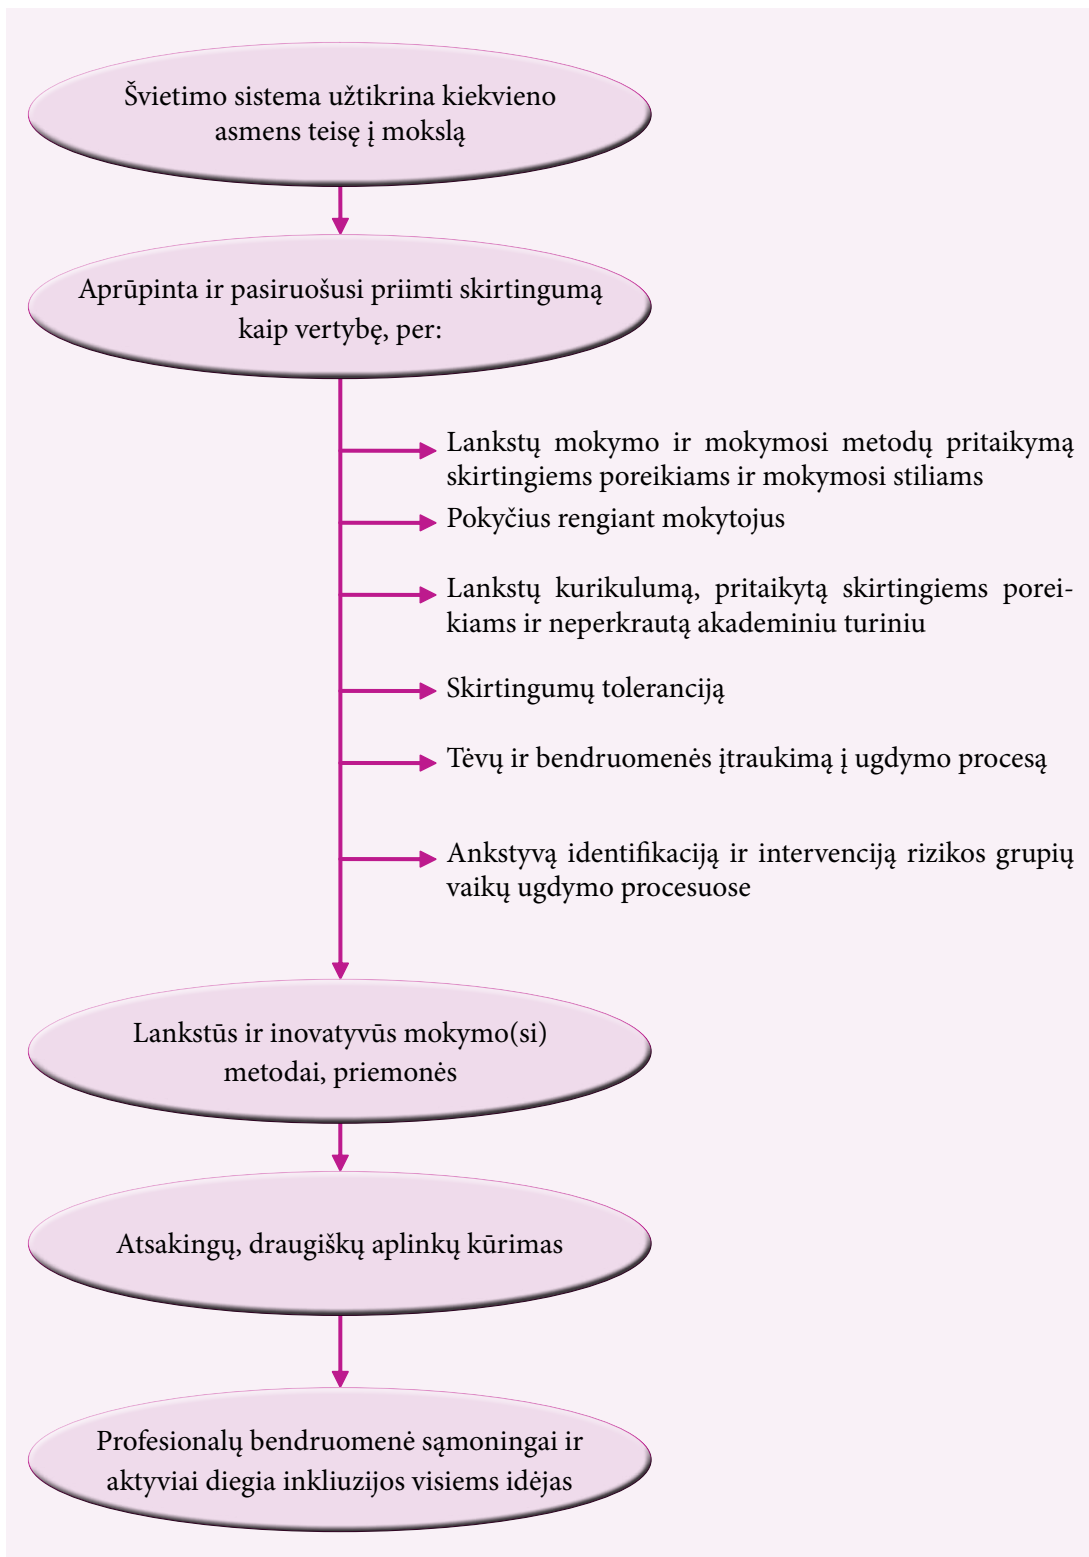 Švietimo sistema užtikrina kiekvieno
asmens teisę į mokslą
Aprūpinta ir pasiruošusi priimti skirtingumą
kaip vertybę, per:
Lankstų mokymo ir mokymosi metodų pritaikymą
skirtingiems poreikiams ir mokymosi stiliams
Pokyčius rengiant mokytojus
Lankstų kurikulumą, pritaikytą skirtingiems porei-
kiams ir neperkrautą akademiniu turiniu
Skirtingumų toleranciją
Tėvų ir bendruomenės įtraukimą į ugdymo procesą
Ankstyvą identifikaciją ir intervenciją rizikos grupių
vaikų ugdymo procesuose
Lankstūs ir inovatyvūs mokymo(si)
metodai, priemonės
Atsakingų, draugiškų aplinkų kūrimas
Profesionalų bendruomenė sąmoningai ir
aktyviai diegia inkliuzijos visiems idėjas